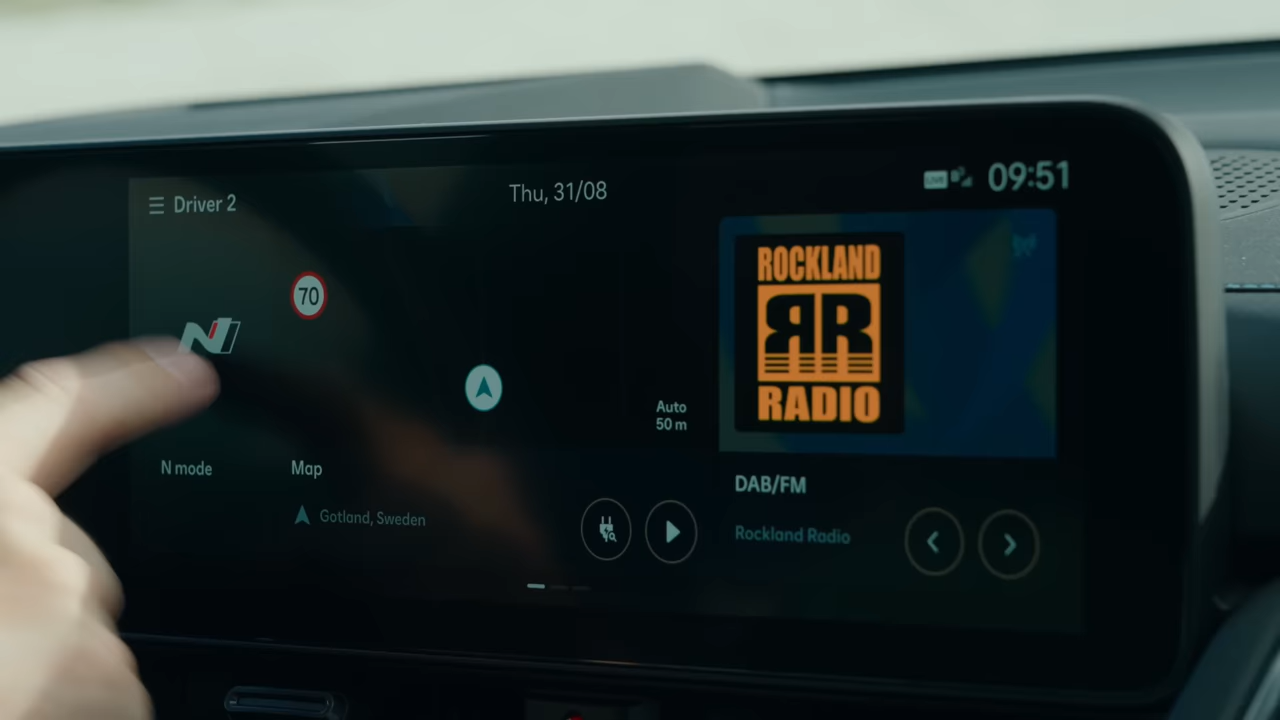 Driver 2
Thu, 31/08
09:51
70
N
Auto
50 m
ROCKLAND
RR
RADIO
N mode
Map
Gotland, Sweden
DAB/FM
Rockland Radio